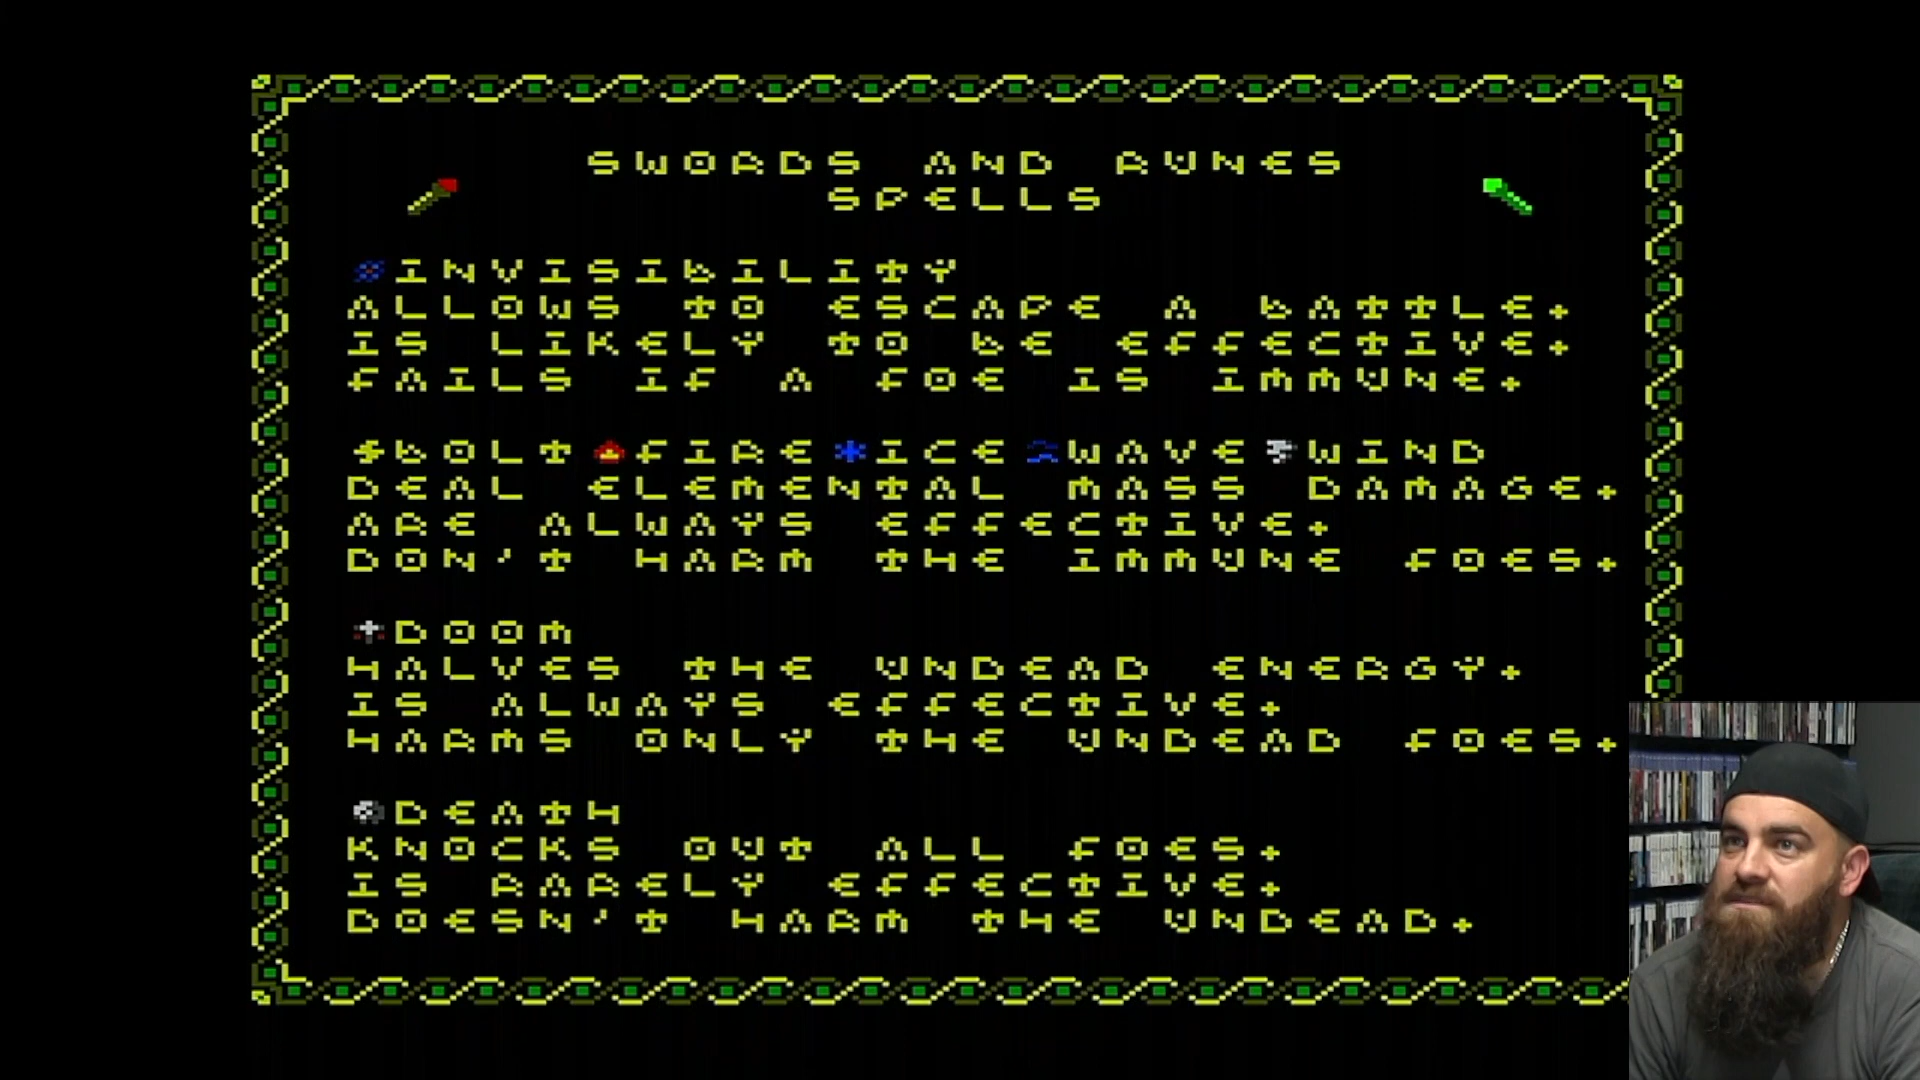 SWORDS AND RUNES
SPELLS
INVISIBILITY
ALLOWS TO ESCAPE A BATTLE.
IS LIKELY TO BE EFFECTIVE.
FAILS IF A FOE IS IMMUNE.
BOLT FIRE ICE WAVE WIND
DEAL ELEMENTAL MASS DAMAGE.
ARE ALWAYS EFFECTIVE.
DON'T HARM THE IMMUNE FOES.
DOOM
HALVES THE UNDEAD ENERGY.
IS ALWAYS EFFECTIVE.
HARMS ONLY THE UNDEAD FOES.
DEATH
KNOCKS OUT ALL FOES.
IS RARELY EFFECTIVE.
DOESN'T HARM THE UNDEAD.